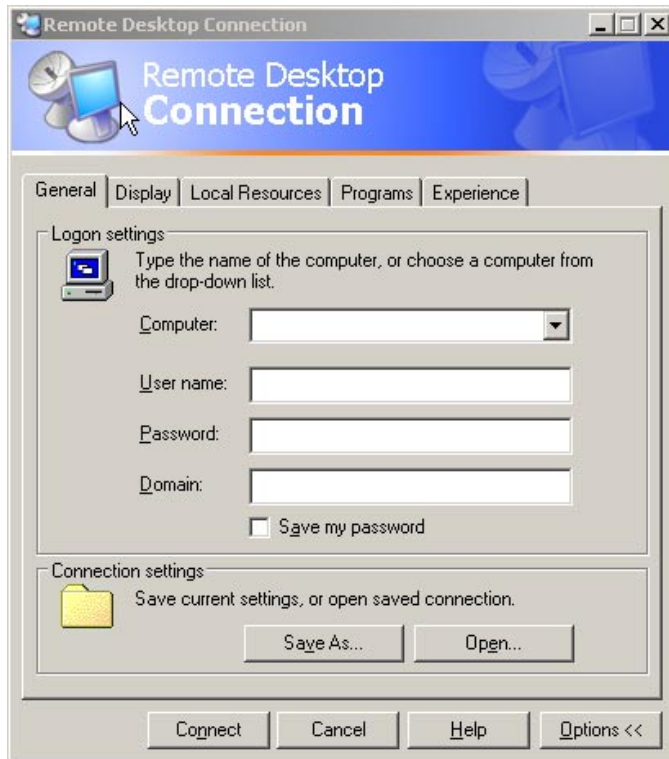 Remote Desktop Connection
Remote Desktop
Connection
General Display Local Resources Programs Experience
Logon settings
Type the name of the computer, or choose a computer from
the drop-down list.
Computer:
User name:
Password:
Domain:
Save my password
Connection settings
Save current settings, or open saved connection.
Save As... Open...
Connect Cancel Help Options <<